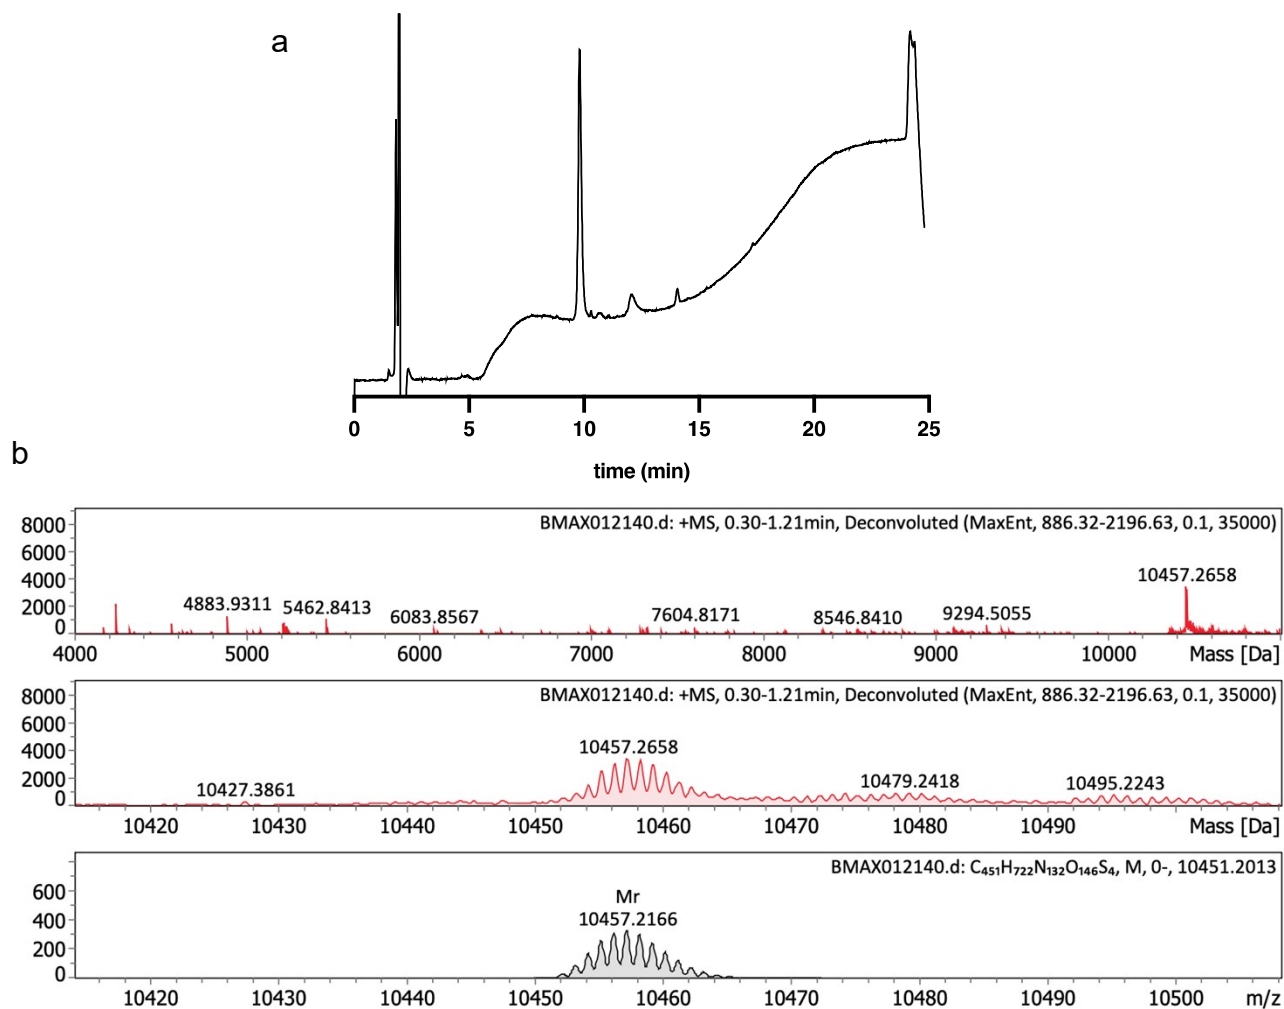 a
0 5 10 15 20 25
time (min)
b
BMAX012140.d: +MS, 0.30-1.21min, Deconvoluted (MaxEnt, 886.32-2196.63, 0.1, 35000)
8000
6000
4000
2000
0
10457.2658
4883.9311 5462.8413 6083.8567 7604.8171 8546.8410 9294.5055
4000 5000 6000 7000 8000 9000 10000 Mass [Da]
BMAX012140.d: +MS, 0.30-1.21min, Deconvoluted (MaxEnt, 886.32-2196.63, 0.1, 35000)
8000
6000
4000
2000
0
10457.2658
10427.3861 10479.2418 10495.2243
10420 10430 10440 10450 10460 10470 10480 10490 Mass [Da]
BMAX012140.d: C₄₅₁H₇₂₂N₁₃₂O₁₄₆S₄, M, 0-, 10451.2013
600
400
200
0
Mr
10457.2166
10420 10430 10440 10450 10460 10470 10480 10490 10500 m/z